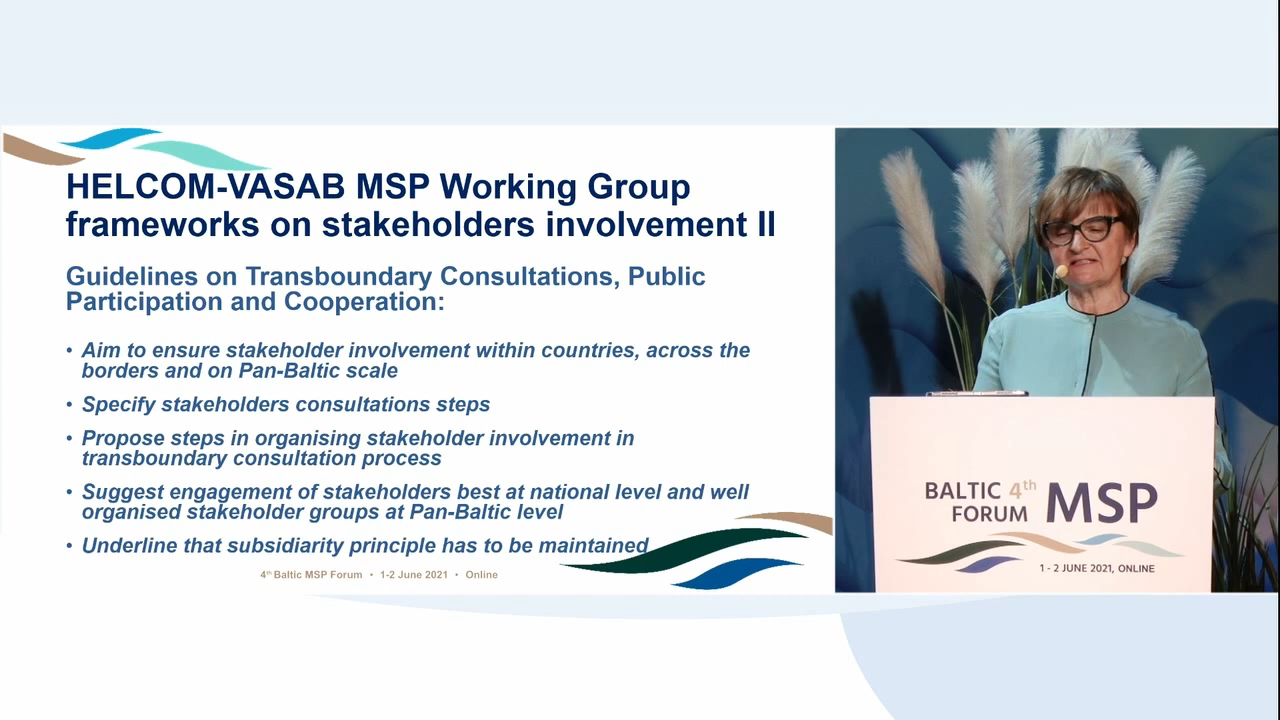 HELCOM-VASAB MSP Working Group
frameworks on stakeholders involvement II
Guidelines on Transboundary Consultations, Public
Participation and Cooperation:
• Aim to ensure stakeholder involvement within countries, across the
borders and on Pan-Baltic scale
• Specify stakeholders consultations steps
• Propose steps in organising stakeholder involvement in
transboundary consultation process
• Suggest engagement of stakeholders best at national level and well
organised stakeholder groups at Pan-Baltic level
• Underline that subsidiarity principle has to be maintained
4th Baltic MSP Forum • 1-2 June 2021 • Online
BALTIC 4th
FORUM MSP
1 - 2 JUNE 2021, ONLINE